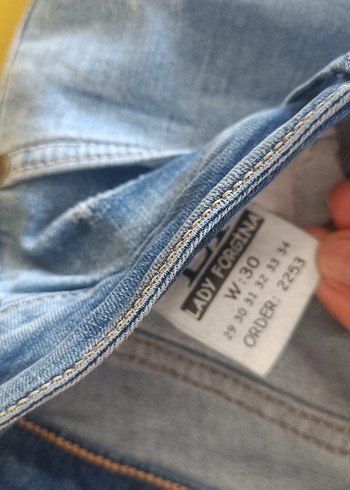 LADY FORGINA
W:30
29 30 31 32 33 34
ORDER: 2253